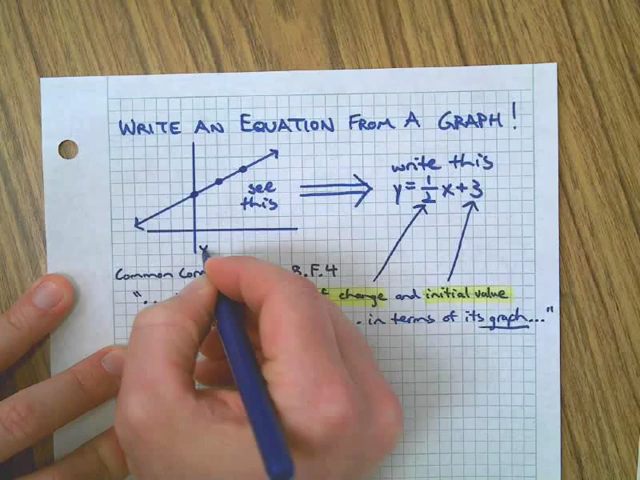 WRITE AN EQUATION FROM A GRAPH!
see this
write this
y = 1/2 x + 3
y
Common Co 8.F.4
". . change and initial value
. . in terms of its graph..."